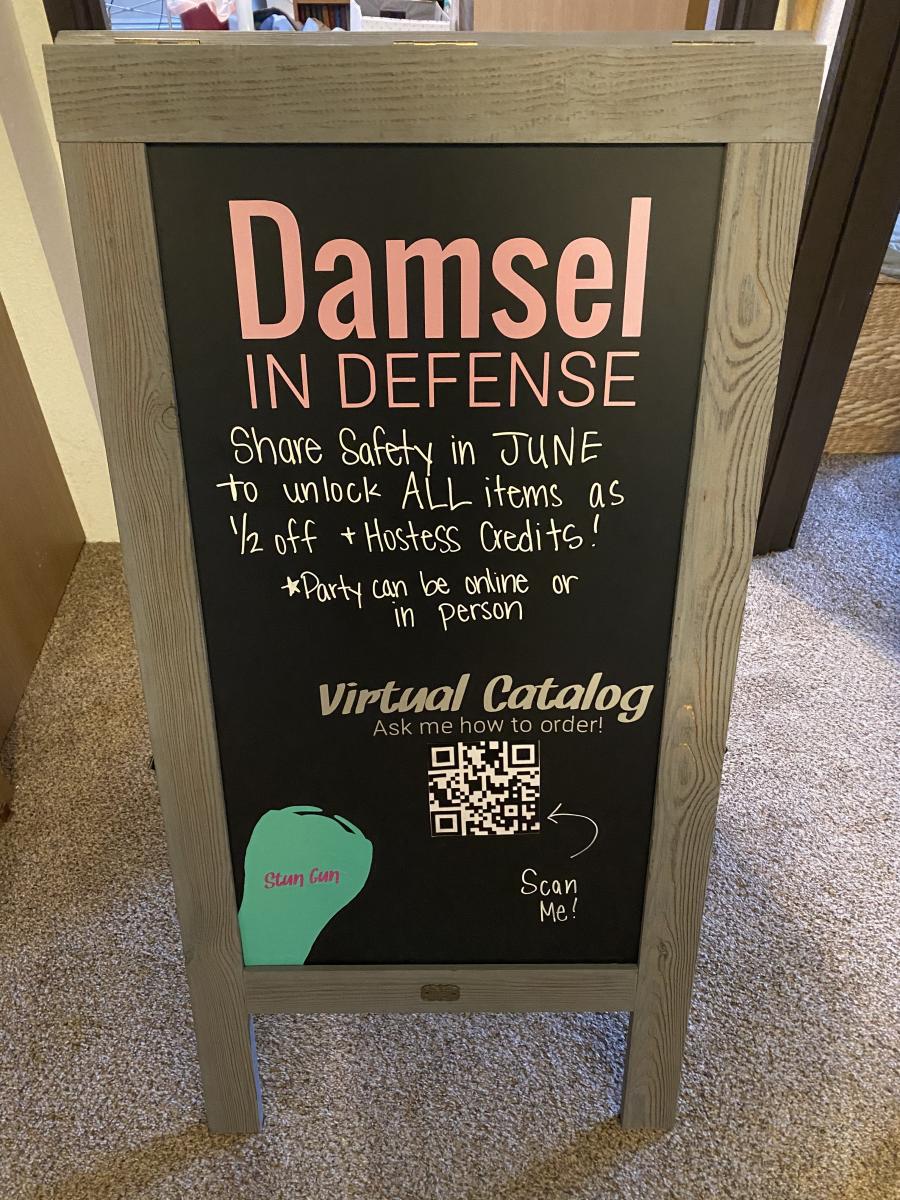 Damsel
IN DEFENSE
Share Safety in JUNE
to unlock ALL items as
1/2 off + Hostess Credits!
★Party can be online or
in person
Virtual Catalog
Ask me how to order!
Stun Gun
Scan
Me!